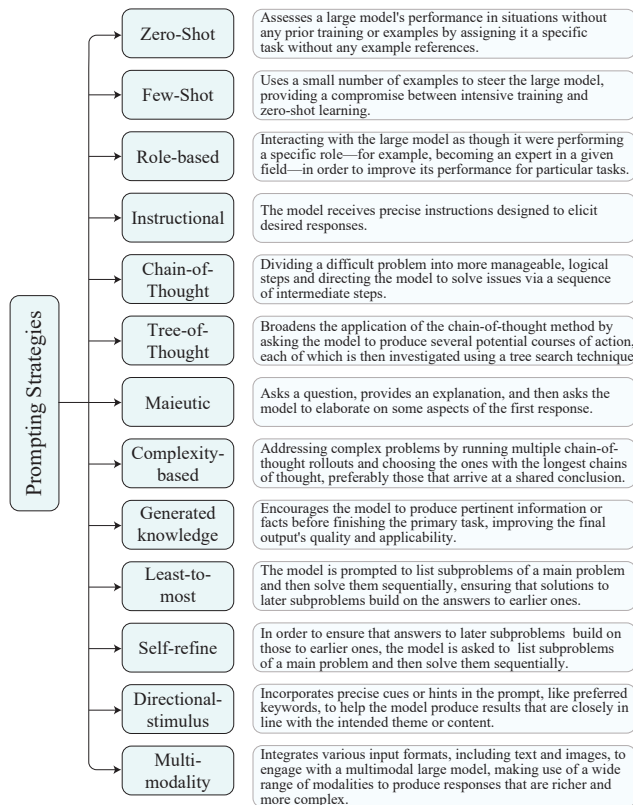 Prompting Strategies
Zero-Shot
Assesses a large model's performance in situations without
any prior training or examples by assigning it a specific
task without any example references.
Few-Shot
Uses a small number of examples to steer the large model,
providing a compromise between intensive training and
zero-shot learning.
Role-based
Interacting with the large model as though it were performing
a specific role—for example, becoming an expert in a given
field—in order to improve its performance for particular tasks.
Instructional
The model receives precise instructions designed to elicit
desired responses.
Chain-of-
Thought
Dividing a difficult problem into more manageable, logical
steps and directing the model to solve issues via a sequence
of intermediate steps.
Tree-of-
Thought
Broadens the application of the chain-of-thought method by
asking the model to produce several potential courses of action,
each of which is then investigated using a tree search technique
Maieutic
Asks a question, provides an explanation, and then asks the
model to elaborate on some aspects of the first response.
Complexity-
based
Addressing complex problems by running multiple chain-of-
thought rollouts and choosing the ones with the longest chains
of thought, preferably those that arrive at a shared conclusion.
Generated
knowledge
Encourages the model to produce pertinent information or
facts before finishing the primary task, improving the final
output's quality and applicability.
Least-to-
most
The model is prompted to list subproblems of a main problem
and then solve them sequentially, ensuring that solutions to
later subproblems build on the answers to earlier ones.
Self-refine
In order to ensure that answers to later subproblems build on
those to earlier ones, the model is asked to list subproblems
of a main problem and then solve them sequentially.
Directional-
stimulus
Incorporates precise cues or hints in the prompt, like preferred
keywords, to help the model produce results that are closely in
line with the intended theme or content.
Multi-
modality
Integrates various input formats, including text and images, to
engage with a multimodal large model, making use of a wide
range of modalities to produce responses that are richer and
more complex.